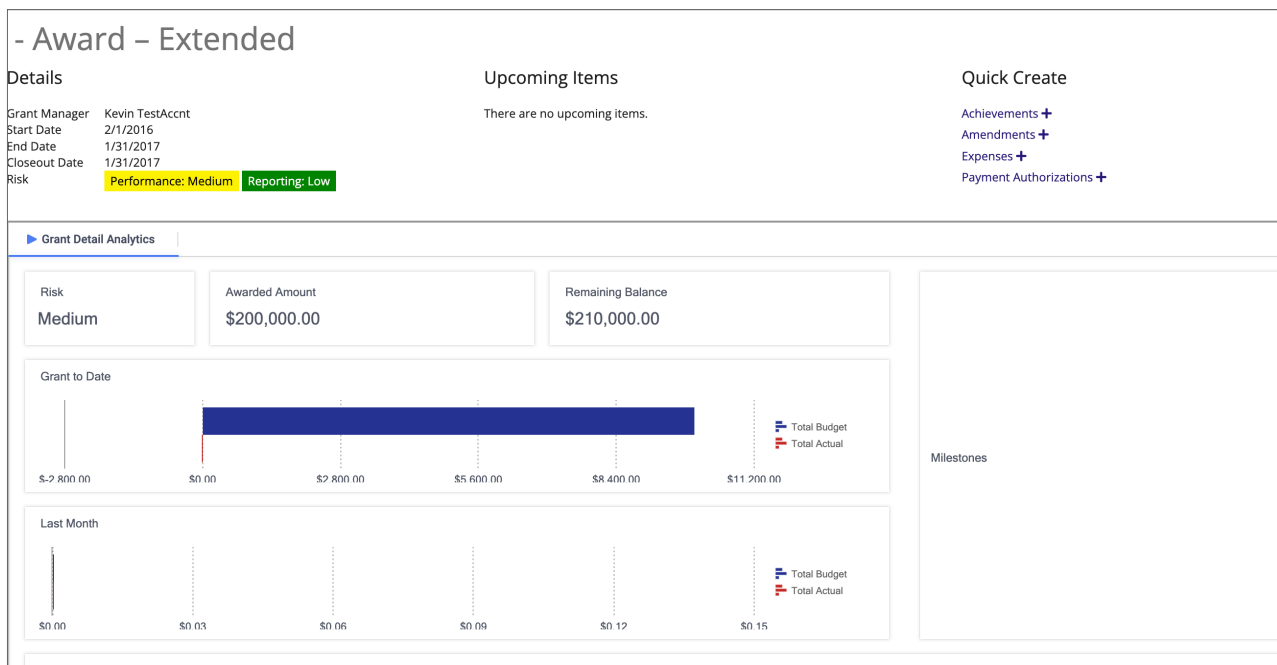 - Award – Extended
Details
Grant Manager Kevin TestAccnt
Start Date 2/1/2016
End Date 1/31/2017
Closeout Date 1/31/2017
Risk Performance: Medium Reporting: Low
Upcoming Items
There are no upcoming items.
Quick Create
Achievements +
Amendments +
Expenses +
Payment Authorizations +
Grant Detail Analytics
Risk
Medium
Awarded Amount
$200,000.00
Remaining Balance
$210,000.00
Grant to Date
Total Budget
Total Actual
$-2 800.00 $0.00 $2 800.00 $5 600.00 $8 400.00 $11 200.00
Last Month
Total Budget
Total Actual
$0.00 $0.03 $0.06 $0.09 $0.12 $0.15
Milestones